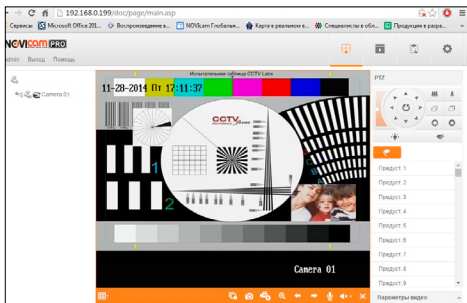 192.168.0.199/doc/page/main.asp
Сервисы Microsoft Office 201... Воспроизведение в... NOVIcam Глобальн... Карта в реальном в... Специалисты в обл... Продукция в разра...
NOVICAM PRO
Admin Выход Помощь
Camera 01
Испытательная таблица CCTV Labs
11-28-2014 Пт 17:11:37
CCTV
1
2
Camera 01
PTZ
Предуст. 1
Предуст. 2
Предуст. 3
Предуст. 4
Предуст. 5
Предуст. 6
Предуст. 7
Предуст. 8
Предуст. 9
Параметры видео